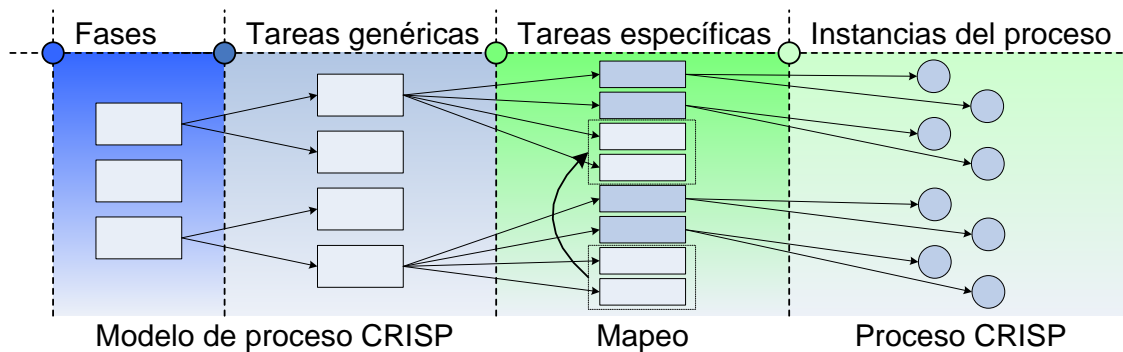 Fases
Tareas genéricas
Tareas específicas
Instancias del proceso
Modelo de proceso CRISP
Mapeo
Proceso CRISP